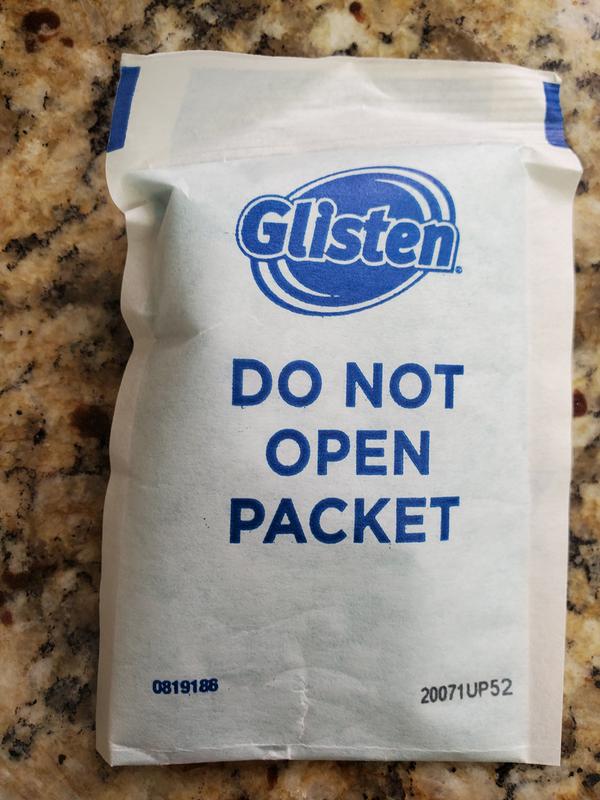 Glisten
DO NOT
OPEN
PACKET
0819186
20071UP52